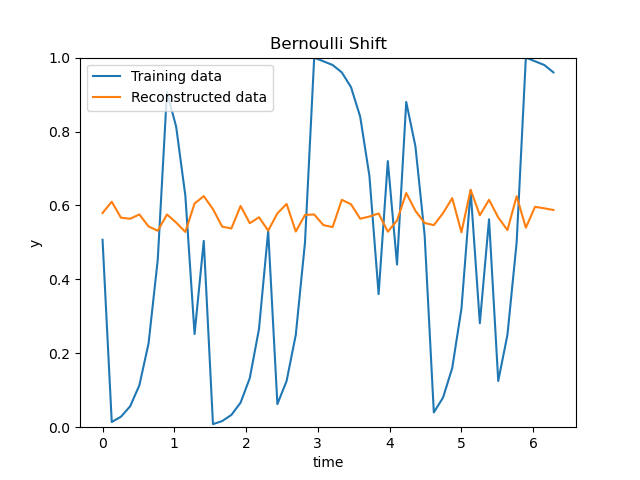 Bernoulli Shift
Training data
Reconstructed data
1.0
0.8
0.6
0.4
0.2
0.0
y
0 1 2 3 4 5 6
time